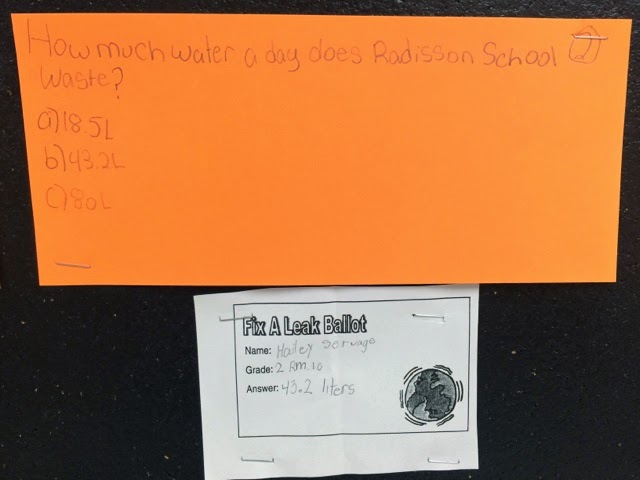 How much water a day does Radisson School
waste?
a) 18.5L
b) 43.2L
c) 80L
Fix A Leak Ballot
Name: Hailey
Grade: 2 Rm.10
Answer: 43.2 liters